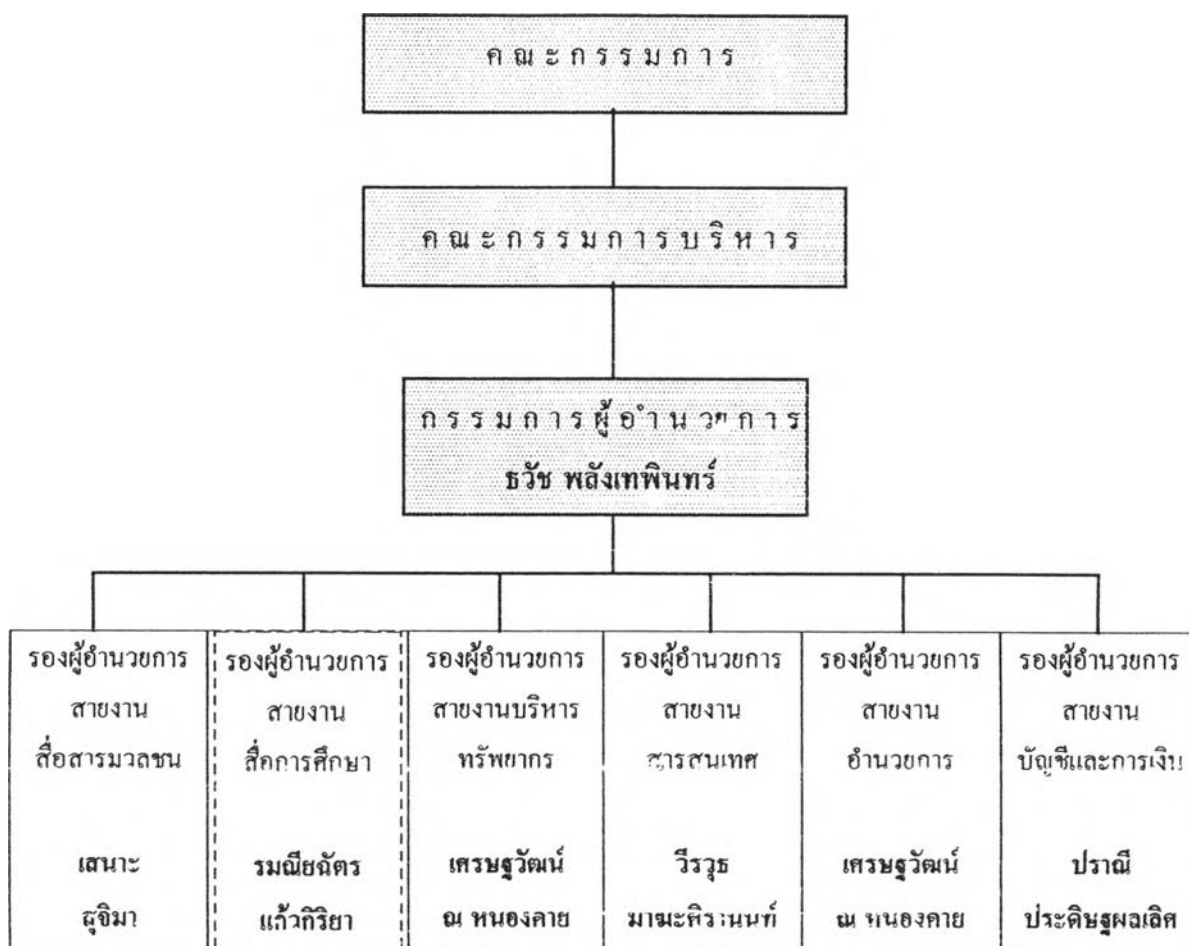 คณะกรรมการ
คณะกรรมการบริหาร
กรรมการผู้อำนวยการ
ธวัช พลังเทพินทร์
รองผู้อำนวยการ
สายงาน
สื่อสารมวลชน
เสนาะ
สุจิมา
รองผู้อำนวยการ
สายงาน
สื่อการศึกษา
รมณียฉัตร
แก้วกิริยา
รองผู้อำนวยการ
สายงานบริหาร
ทรัพยากร
เศรษฐวัฒน์
ณ หนองคาย
รองผู้อำนวยการ
สายงาน
สารสนเทศ
วีรวุธ
มาฆะศิรานนท์
รองผู้อำนวยการ
สายงาน
อำนวยการ
เศรษฐวัฒน์
ณ หนองคาย
รองผู้อำนวยการ
สายงาน
บัญชีและการเงิน
ปราณี
ประดิษฐผลเลิศ